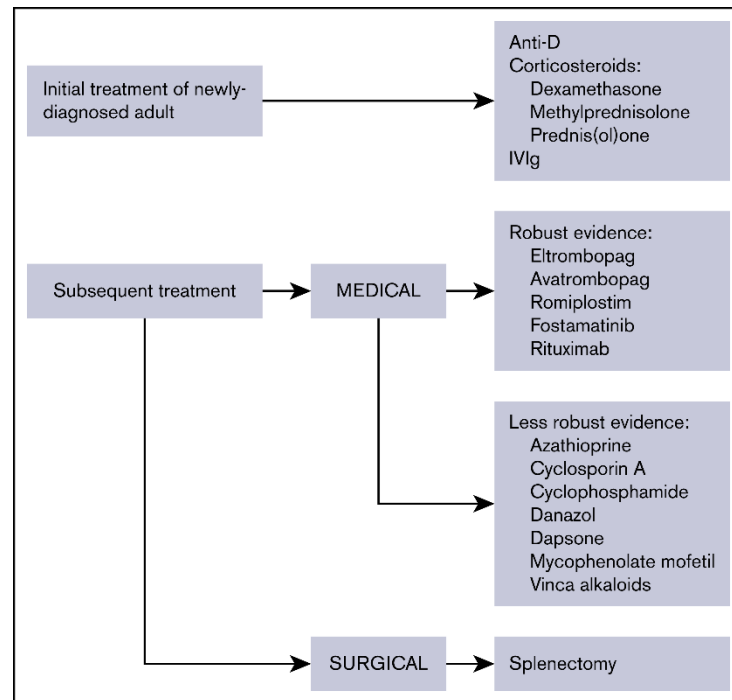 Initial treatment of newly-
diagnosed adult
Anti-D
Corticosteroids:
Dexamethasone
Methylprednisolone
Prednis(ol)one
IVIg
Subsequent treatment
MEDICAL
Robust evidence:
Eltrombopag
Avatrombopag
Romiplostim
Fostamatinib
Rituximab
Less robust evidence:
Azathioprine
Cyclosporin A
Cyclophosphamide
Danazol
Dapsone
Mycophenolate mofetil
Vinca alkaloids
SURGICAL
Splenectomy